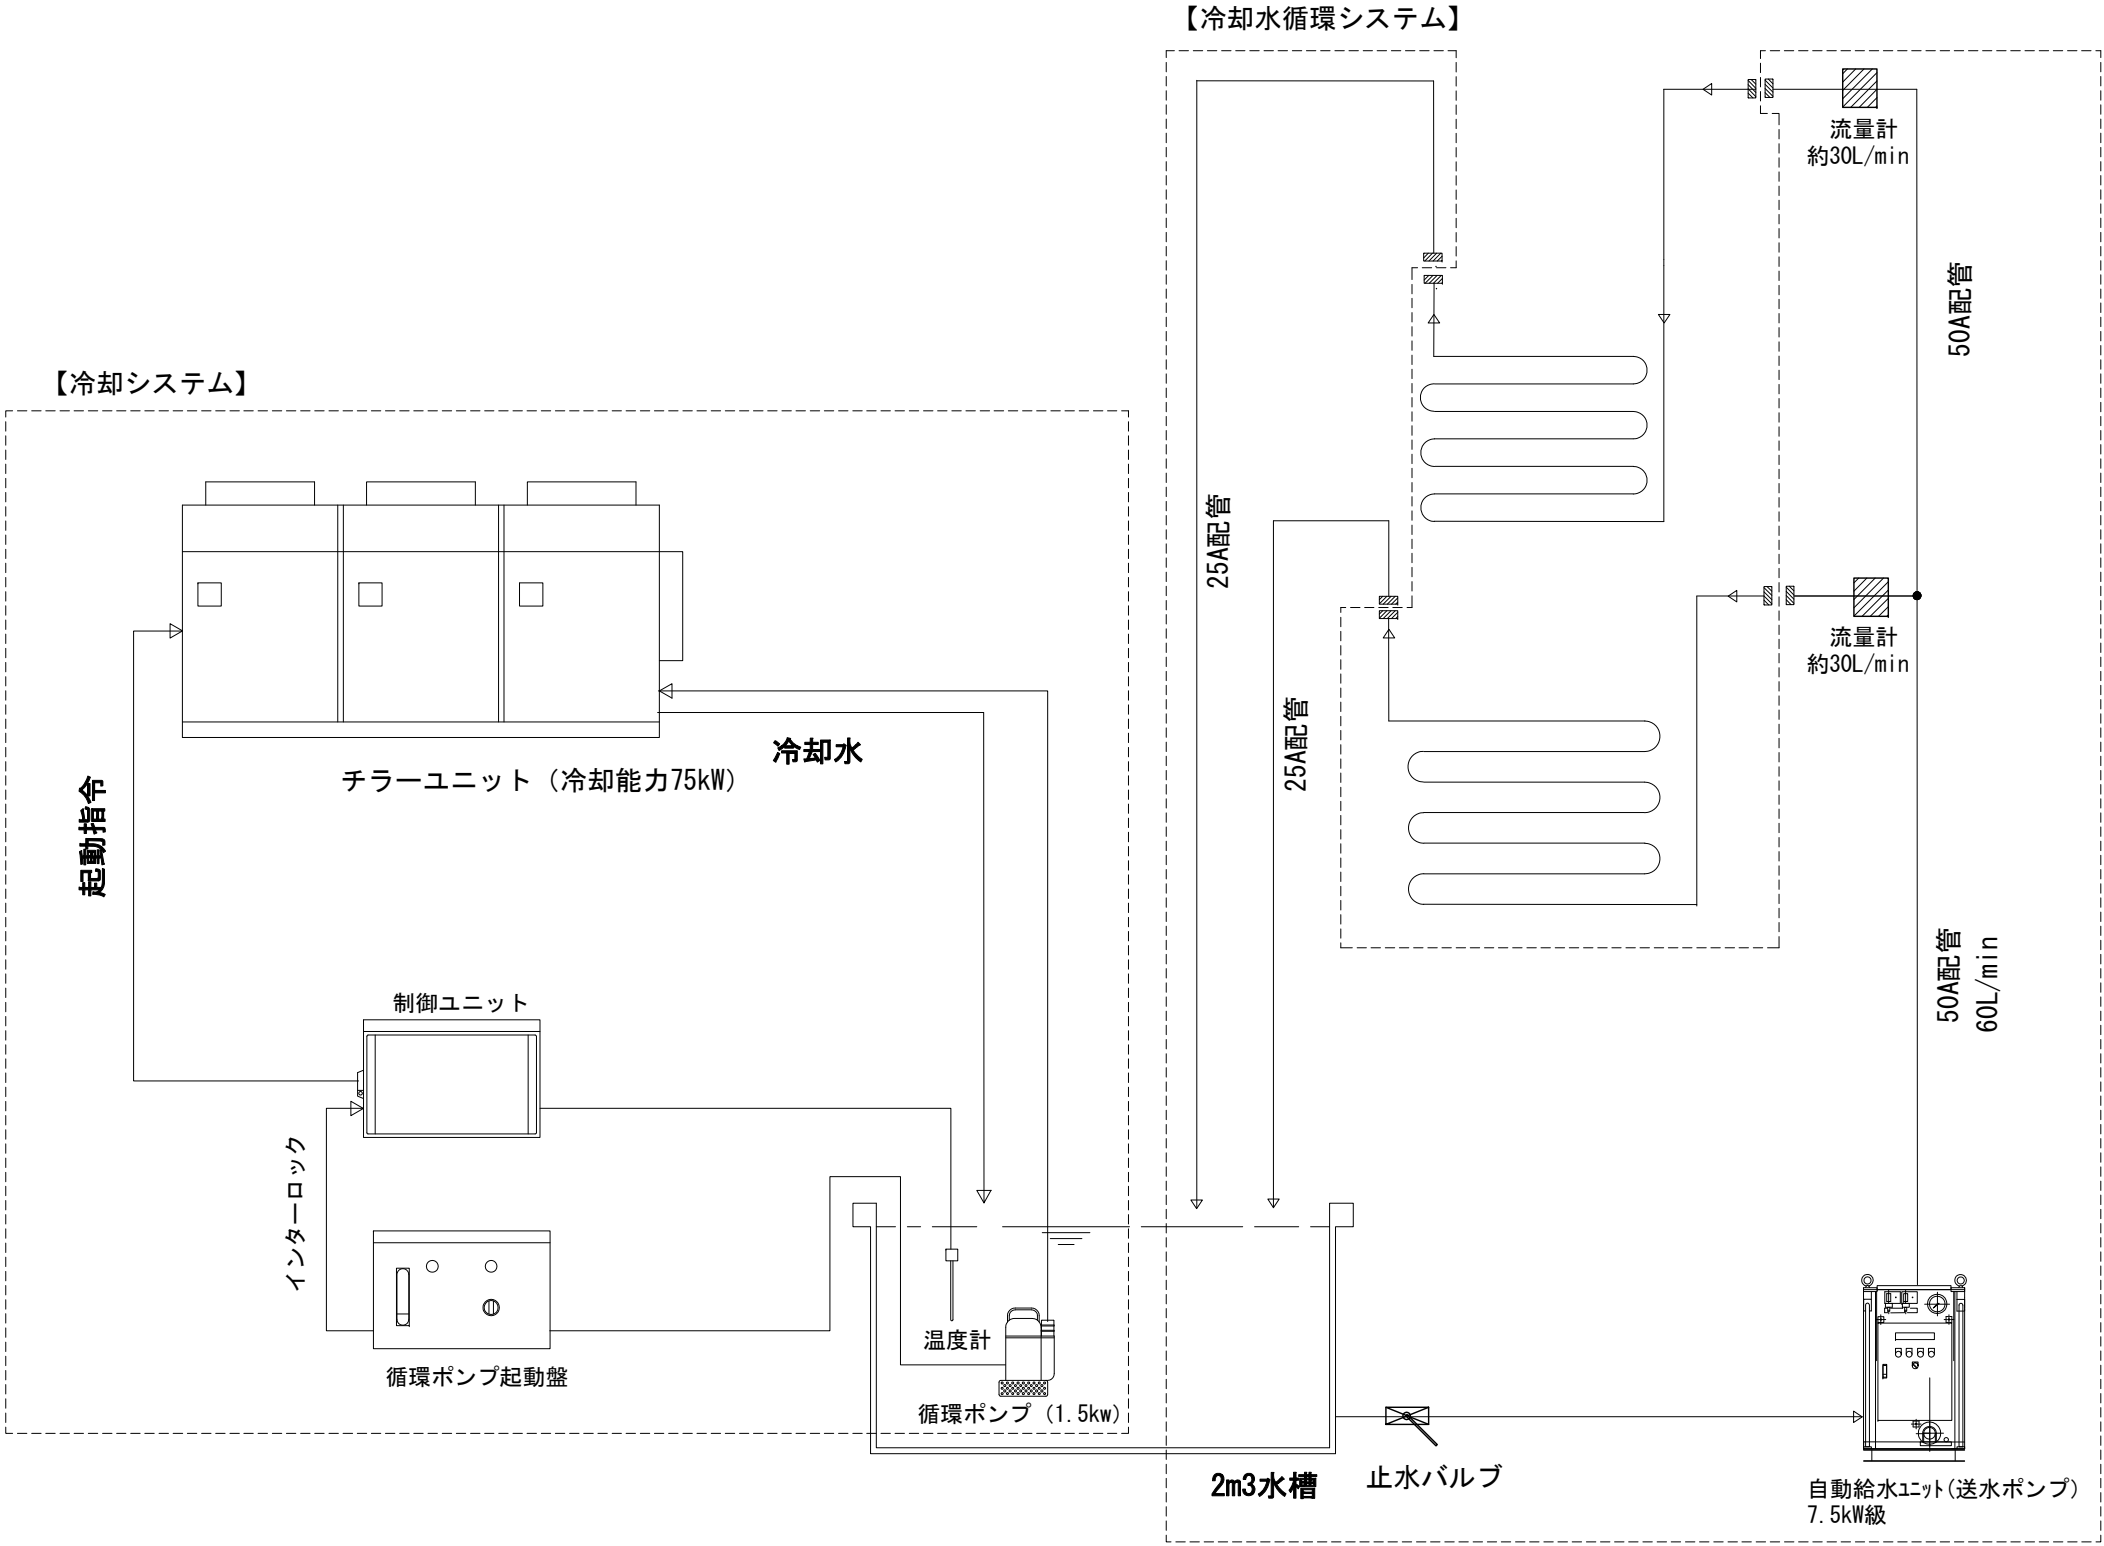 【冷却水循環システム】
流量計
約30L/min
50A配管
【冷却システム】
25A配管
流量計
約30L/min
25A配管
冷却水
チラーユニット（冷却能力75kW）
起動指令
50A配管
60L/min
制御ユニット
インターロック
温度計
循環ポンプ起動盤
循環ポンプ（1.5kw）
2m3水槽
止水バルブ
自動給水ユニット（送水ポンプ）
7.5kW級